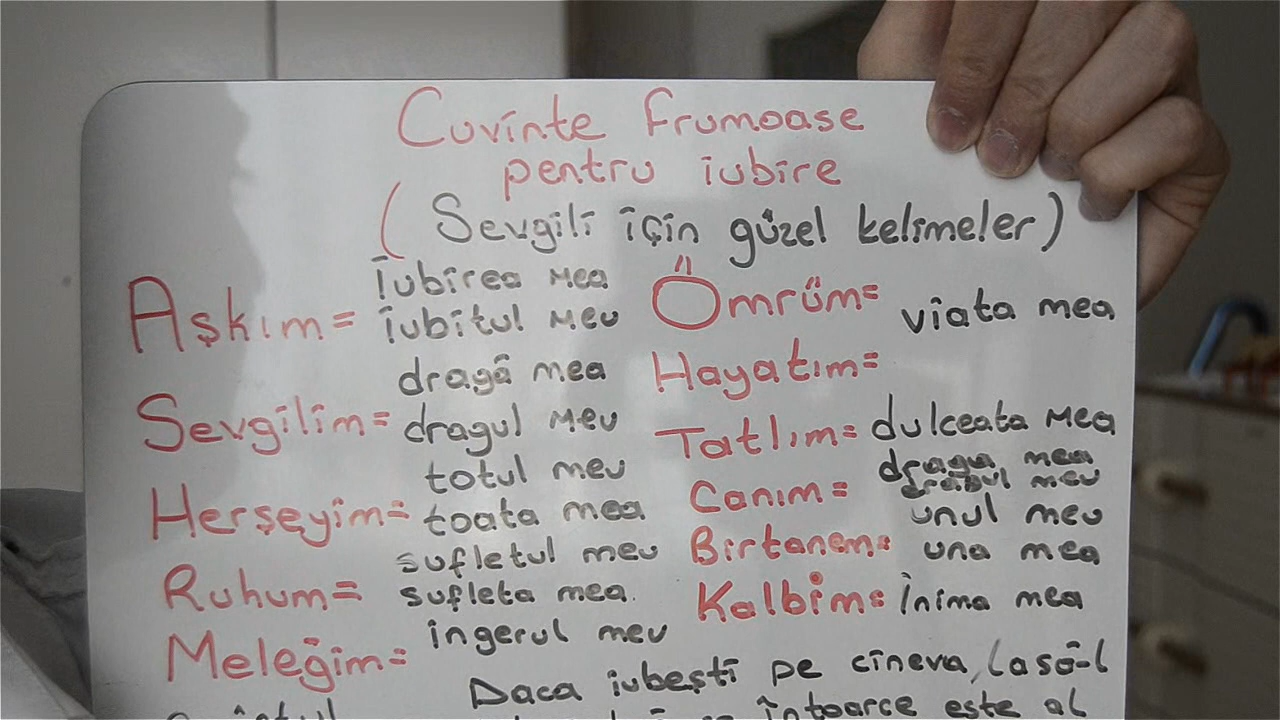 Cuvinte frumoase
pentru iubire
(Sevgili için güzel kelimeler)
Aşkım= iubirea mea
iubitul meu
Sevgilim= dragă mea
dragul meu
Herşeyim= totul meu
toata mea
Ruhum= sufletul meu
sufleta mea.
Meleğim= ingerul meu
Ömrüm= viata mea
Hayatım=
Tatlım= dulceata mea
Canım= draga mea
dragul meu
Birtanem= unul meu
una mea
Kalbim= inima mea
Daca iubeşti pe cineva, lasă-l
întoarce este al